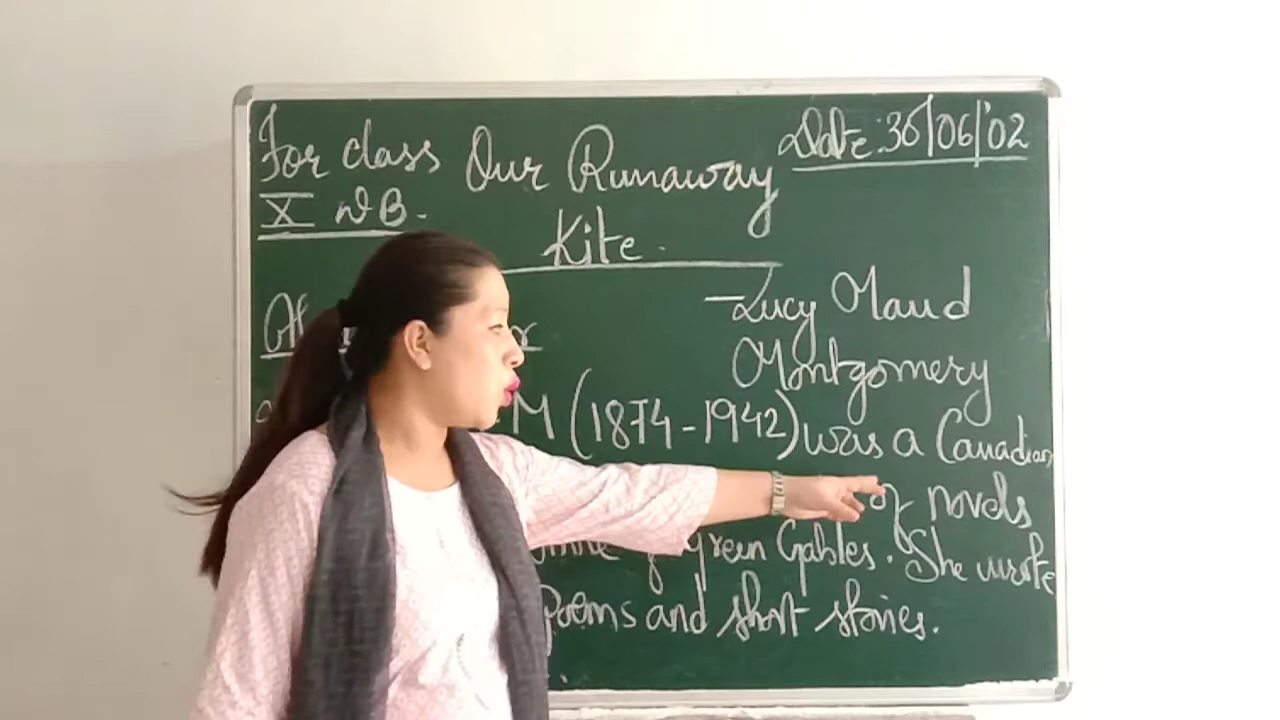 For class
X WB.
Our Runaway
Kite.
Date: 30/06/'02
- Lucy Maud
Montgomery
M (1874-1942) was a Canadian
of novels
Green Gables. She wrote
Poems and short stories.